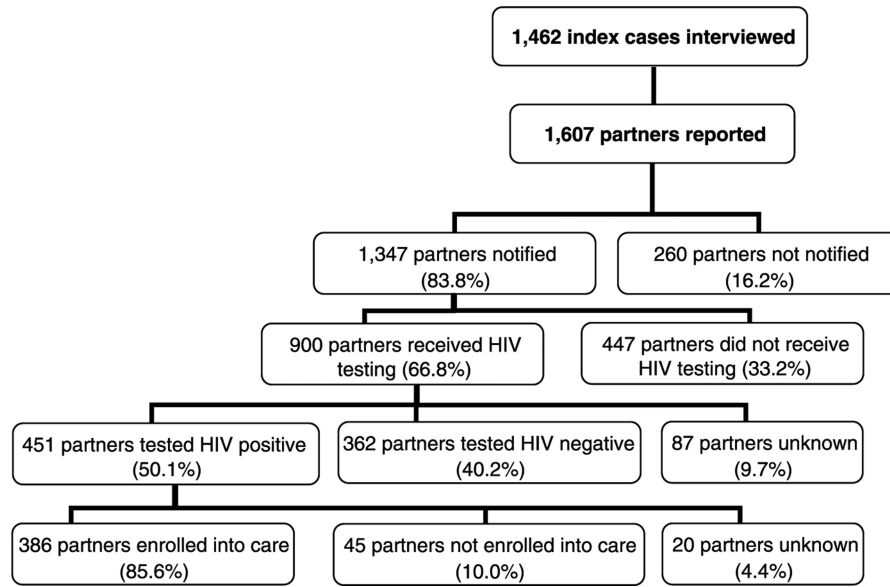 1,462 index cases interviewed
1,607 partners reported
1,347 partners notified
(83.8%)
260 partners not notified
(16.2%)
900 partners received HIV
testing (66.8%)
447 partners did not receive
HIV testing (33.2%)
451 partners tested HIV positive
(50.1%)
362 partners tested HIV negative
(40.2%)
87 partners unknown
(9.7%)
386 partners enrolled into care
(85.6%)
45 partners not enrolled into care
(10.0%)
20 partners unknown
(4.4%)